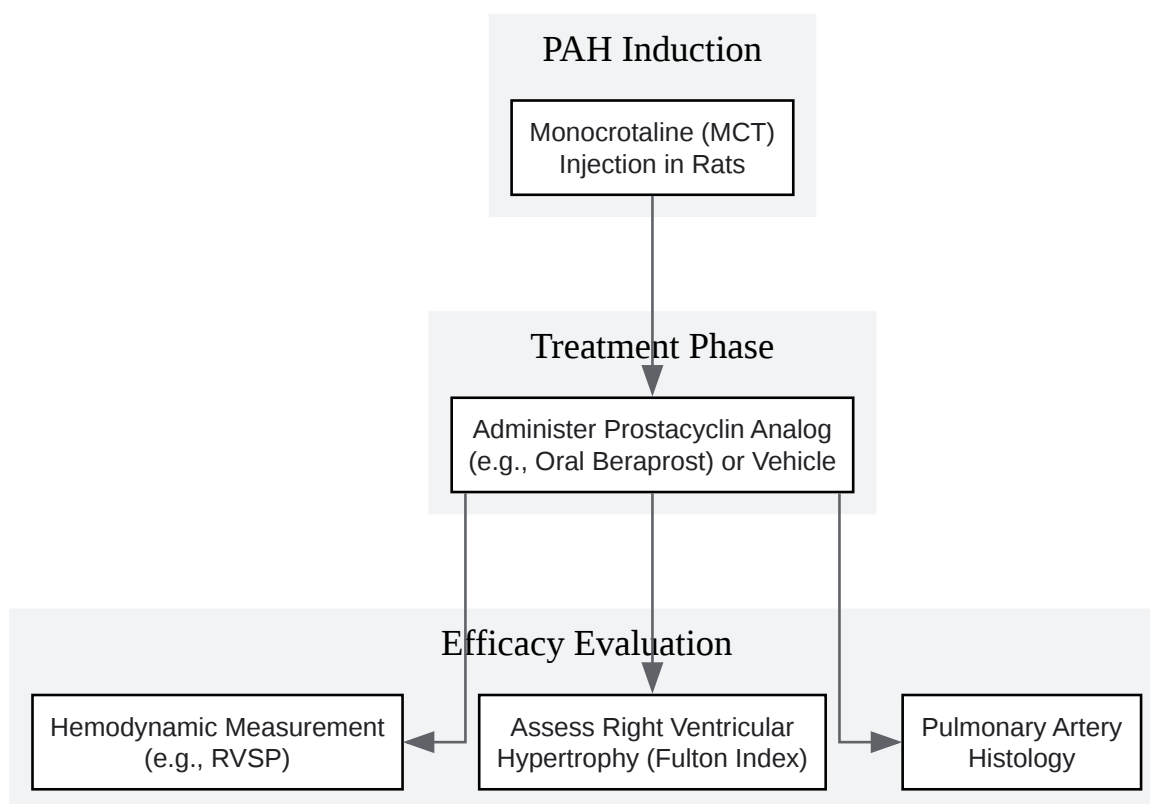 PAH Induction
Monocrotaline (MCT)
Injection in Rats
Treatment Phase
Administer Prostacyclin Analog
(e.g., Oral Beraprost) or Vehicle
Efficacy Evaluation
Hemodynamic Measurement
(e.g., RVSP)
Assess Right Ventricular
Hypertrophy (Fulton Index)
Pulmonary Artery
Histology